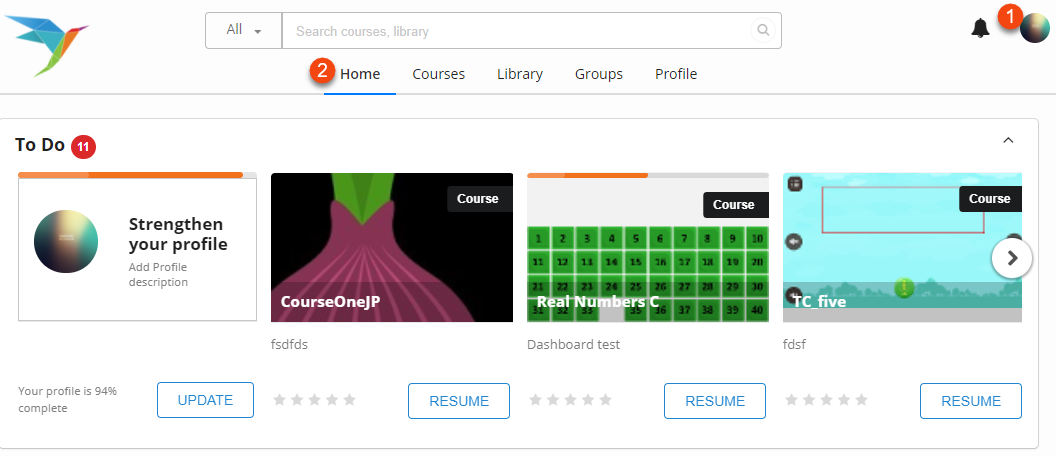 All
Search courses, library
1
2
Home
Courses
Library
Groups
Profile
To Do 11
Strengthen
your profile
Add Profile
description
Your profile is 94%
complete
UPDATE
Course
CourseOneJP
fsdfds
RESUME
Course
1 2 3 4 5 6 7 8 9 10
11 12 13 14 15 16 17 18 19 20
21 22 23 24 25 26 27 28 29 30
31 32 33 35 36 37 38 39 40
Real Numbers C
Dashboard test
RESUME
Course
TC_five
fdsf
RESUME